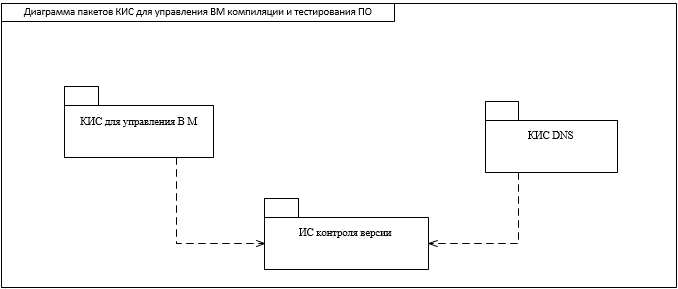 Диаграмма пакетов КИС для управления ВМ компиляции и тестирования ПО
КИС для управления В М
КИС DNS
ИС контроля версии